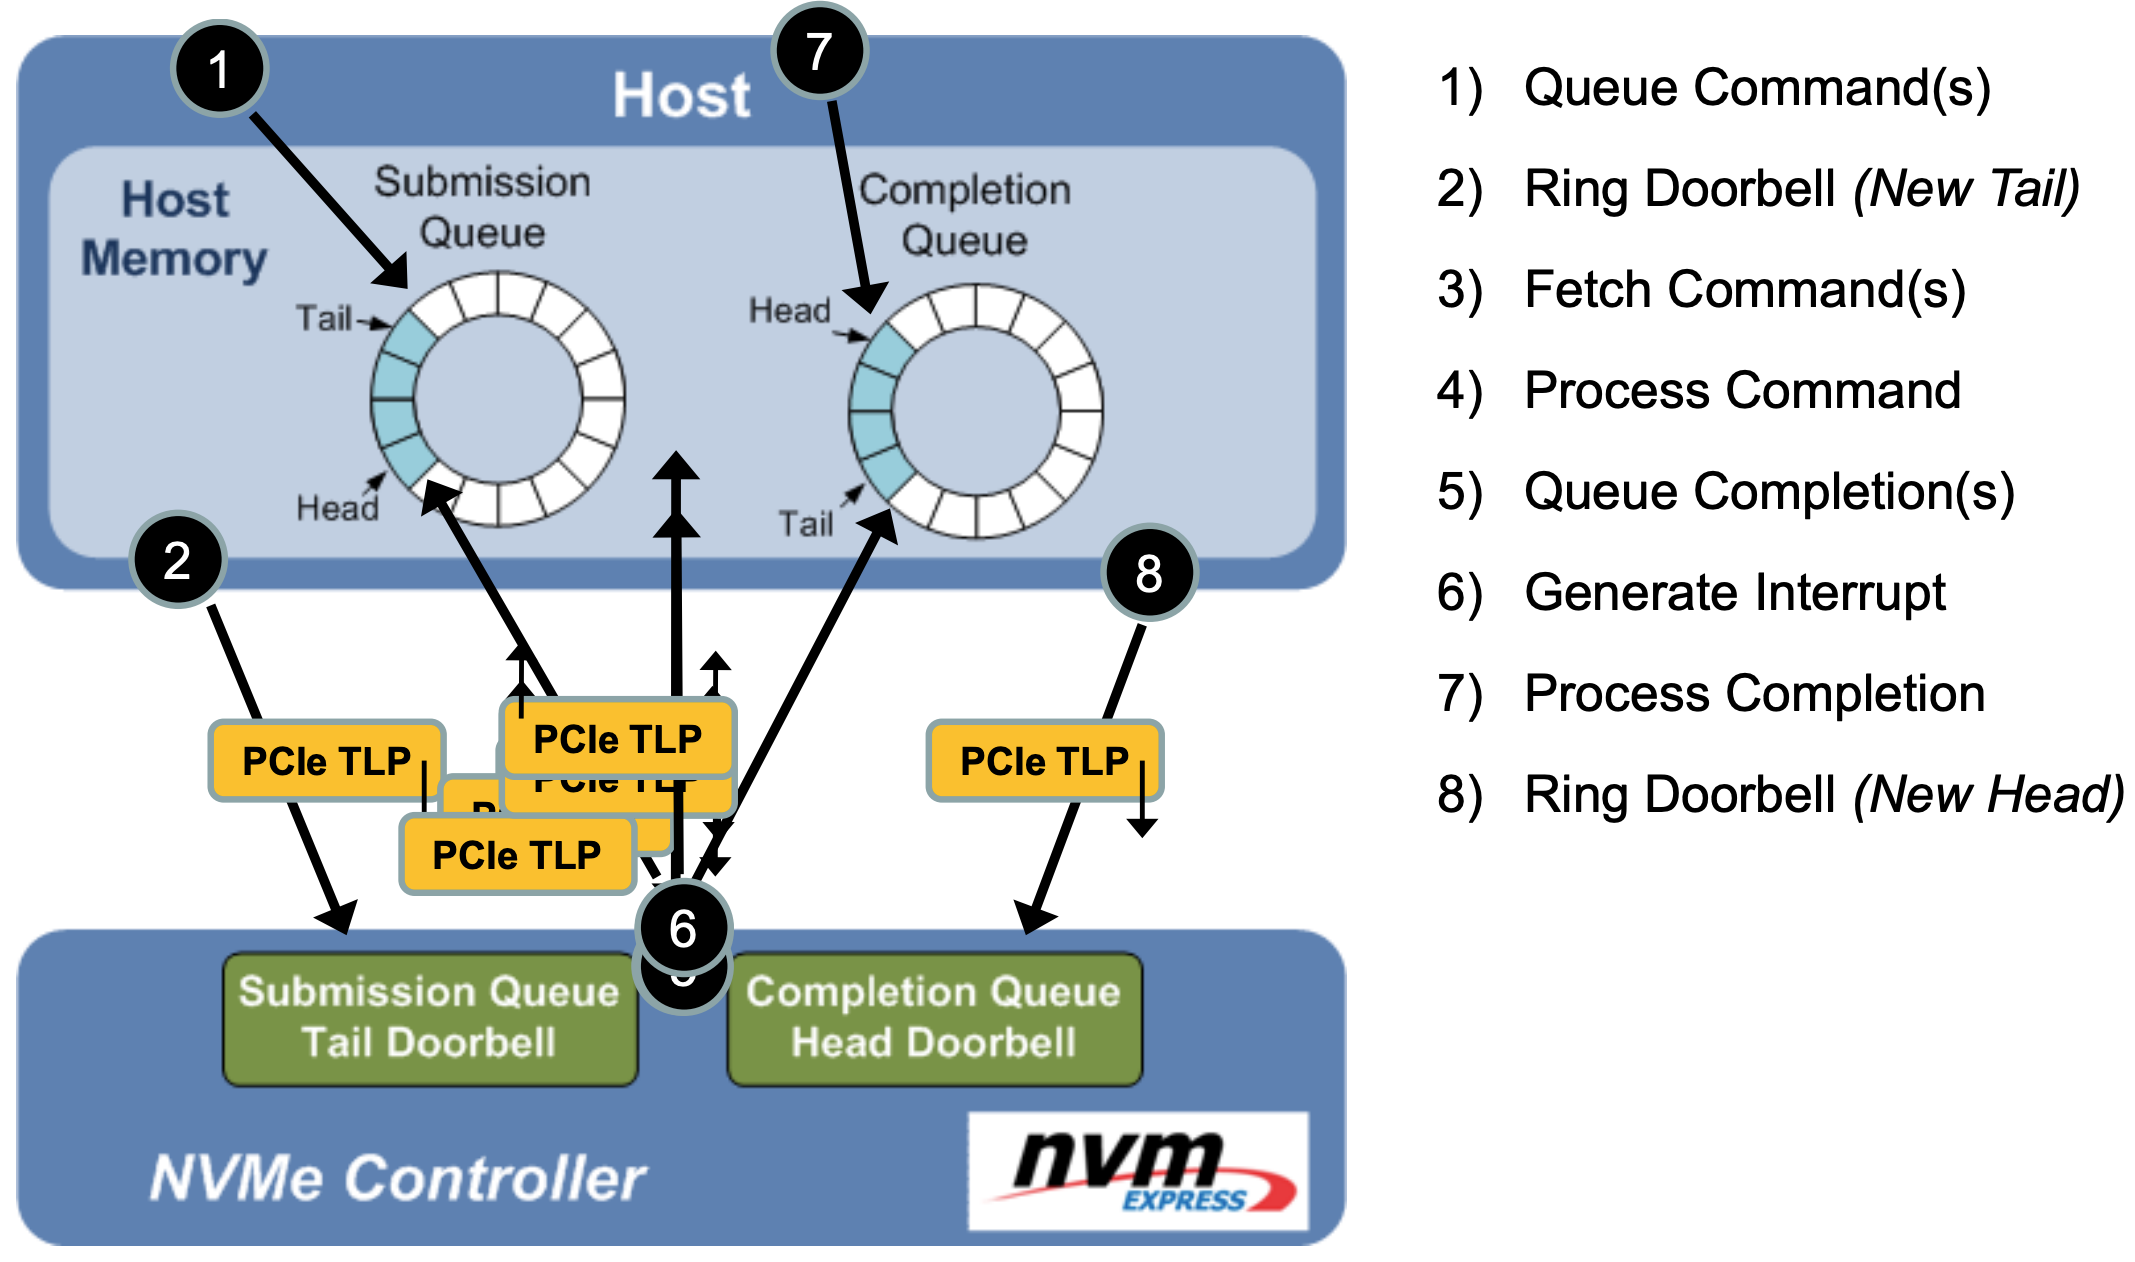 1
7
Host
Host
Memory
Submission
Queue
Completion
Queue
Tail
Head
Head
Tail
2
8
PCIe TLP
PCIe TLP
PCIe TLP
PCIe TLP
PCIe TLP
6
Submission Queue
Tail Doorbell
Completion Queue
Head Doorbell
NVMe Controller
nvm
EXPRESS
1) Queue Command(s)
2) Ring Doorbell (New Tail)
3) Fetch Command(s)
4) Process Command
5) Queue Completion(s)
6) Generate Interrupt
7) Process Completion
8) Ring Doorbell (New Head)